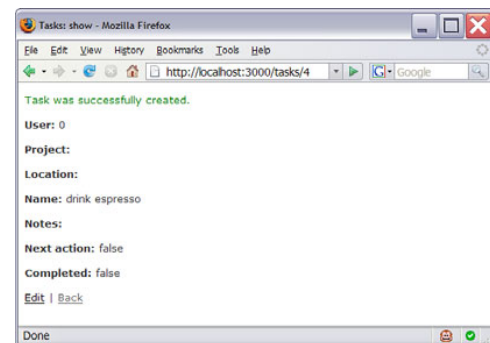 Tasks: show - Mozilla Firefox
File Edit View History Bookmarks Tools Help
http://localhost:3000/tasks/4 G Google
Task was successfully created.
User: 0
Project:
Location:
Name: drink espresso
Notes:
Next action: false
Completed: false
Edit | Back
Done